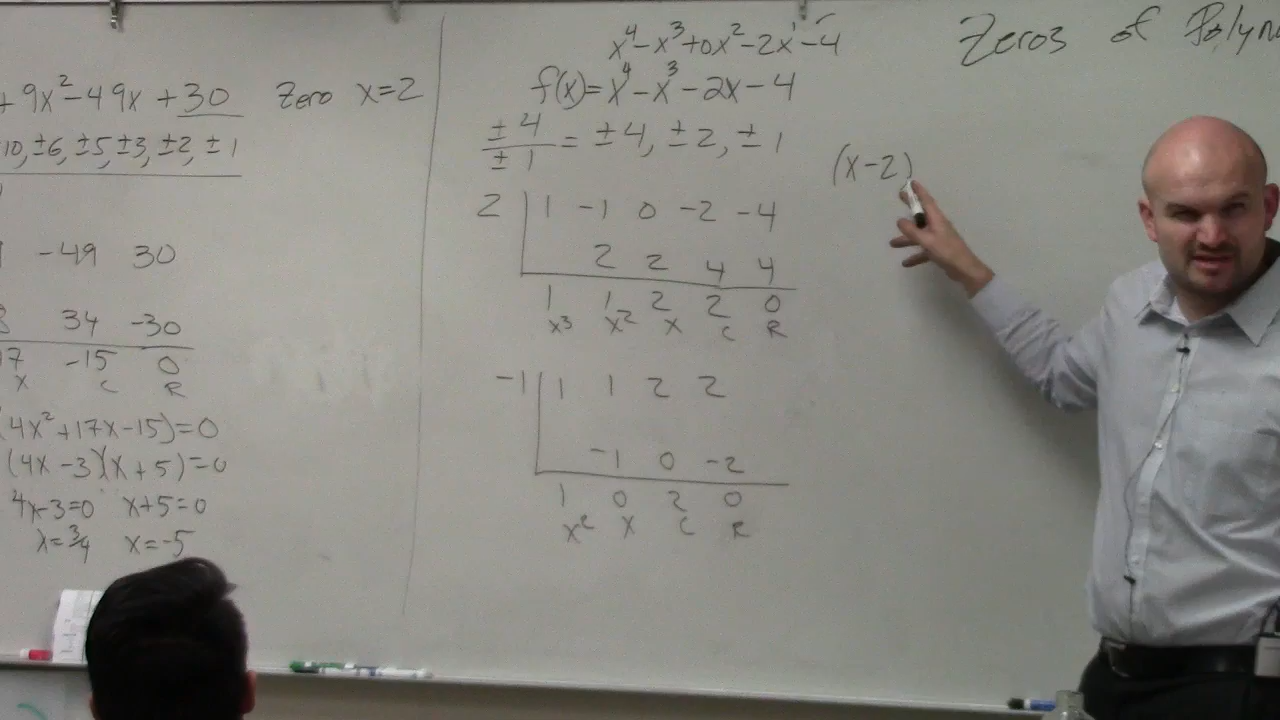 + 9x² - 49x + 30
10, ±6, ±5, ±3, ±2, ±1
-49 30
8 34 -30
17 -15 0
x c R
(4x² + 17x - 15) = 0
(4x - 3)(x + 5) = 0
4x - 3 = 0 x + 5 = 0
x = 3/4 x = -5
Zero x = 2
x⁴ - x³ + 0x² - 2x¹ - 4
f(x) = x⁴ - x³ - 2x - 4
±4/±1 = ±4, ±2, ±1
2 | 1 -1 0 -2 -4
2 2 4 4
1 1 2 2 0
x³ x² x c R
-1 | 1 1 2 2
-1 0 -2
1 0 2 0
x² x c R
Zeros of Polyn
(x - 2)